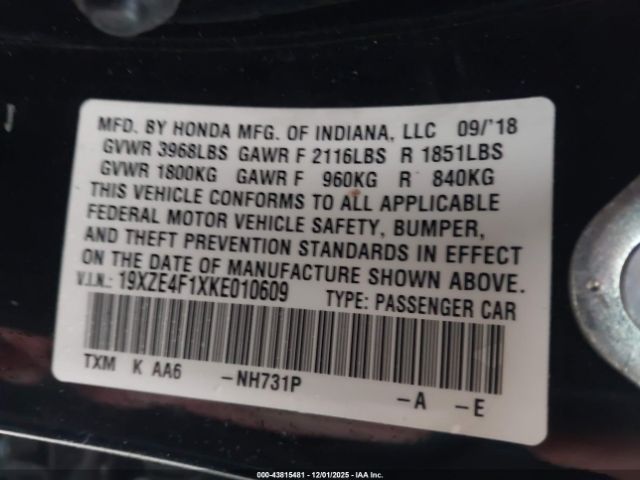 MFD. BY HONDA MFG. OF INDIANA, LLC 09/'18
GVWR 3968LBS GAWR F 2116LBS R 1851LBS
GVWR 1800KG GAWR F 960KG R 840KG
THIS VEHICLE CONFORMS TO ALL APPLICABLE
FEDERAL MOTOR VEHICLE SAFETY, BUMPER,
AND THEFT PREVENTION STANDARDS IN EFFECT
ON THE DATE OF MANUFACTURE SHOWN ABOVE.
V.I.N.: 19XZE4F1XKE010609 TYPE: PASSENGER CAR
TXM K AA6 -NH731P -A -E
000-43815481 - 12/01/2025 - IAA Inc.